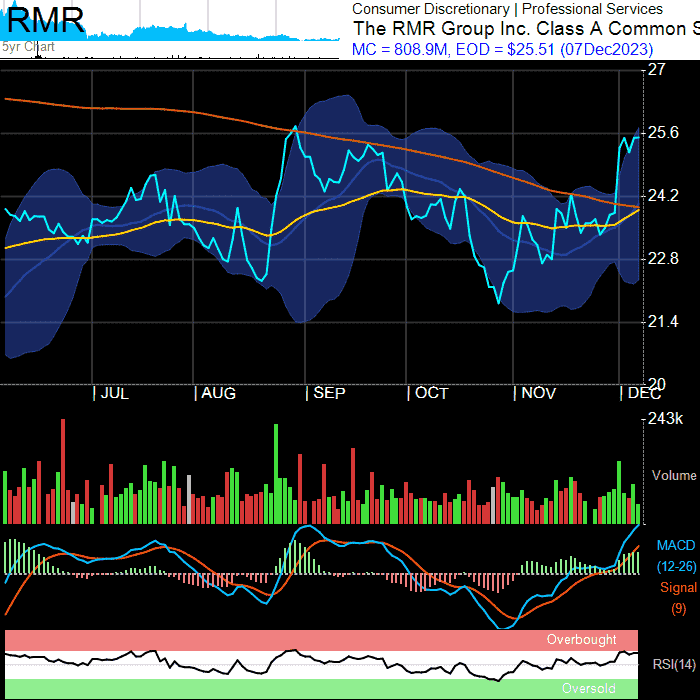 RMR
5yr Chart
Consumer Discretionary | Professional Services
The RMR Group Inc. Class A Common S
MC = 808.9M, EOD = $25.51 (07Dec2023)
27
25.6
24.2
22.8
21.4
20
| JUL | AUG | SEP | OCT | NOV | DEC
243k
Volume
MACD
(12-26)
Signal
(9)
Overbought
RSI(14)
Oversold